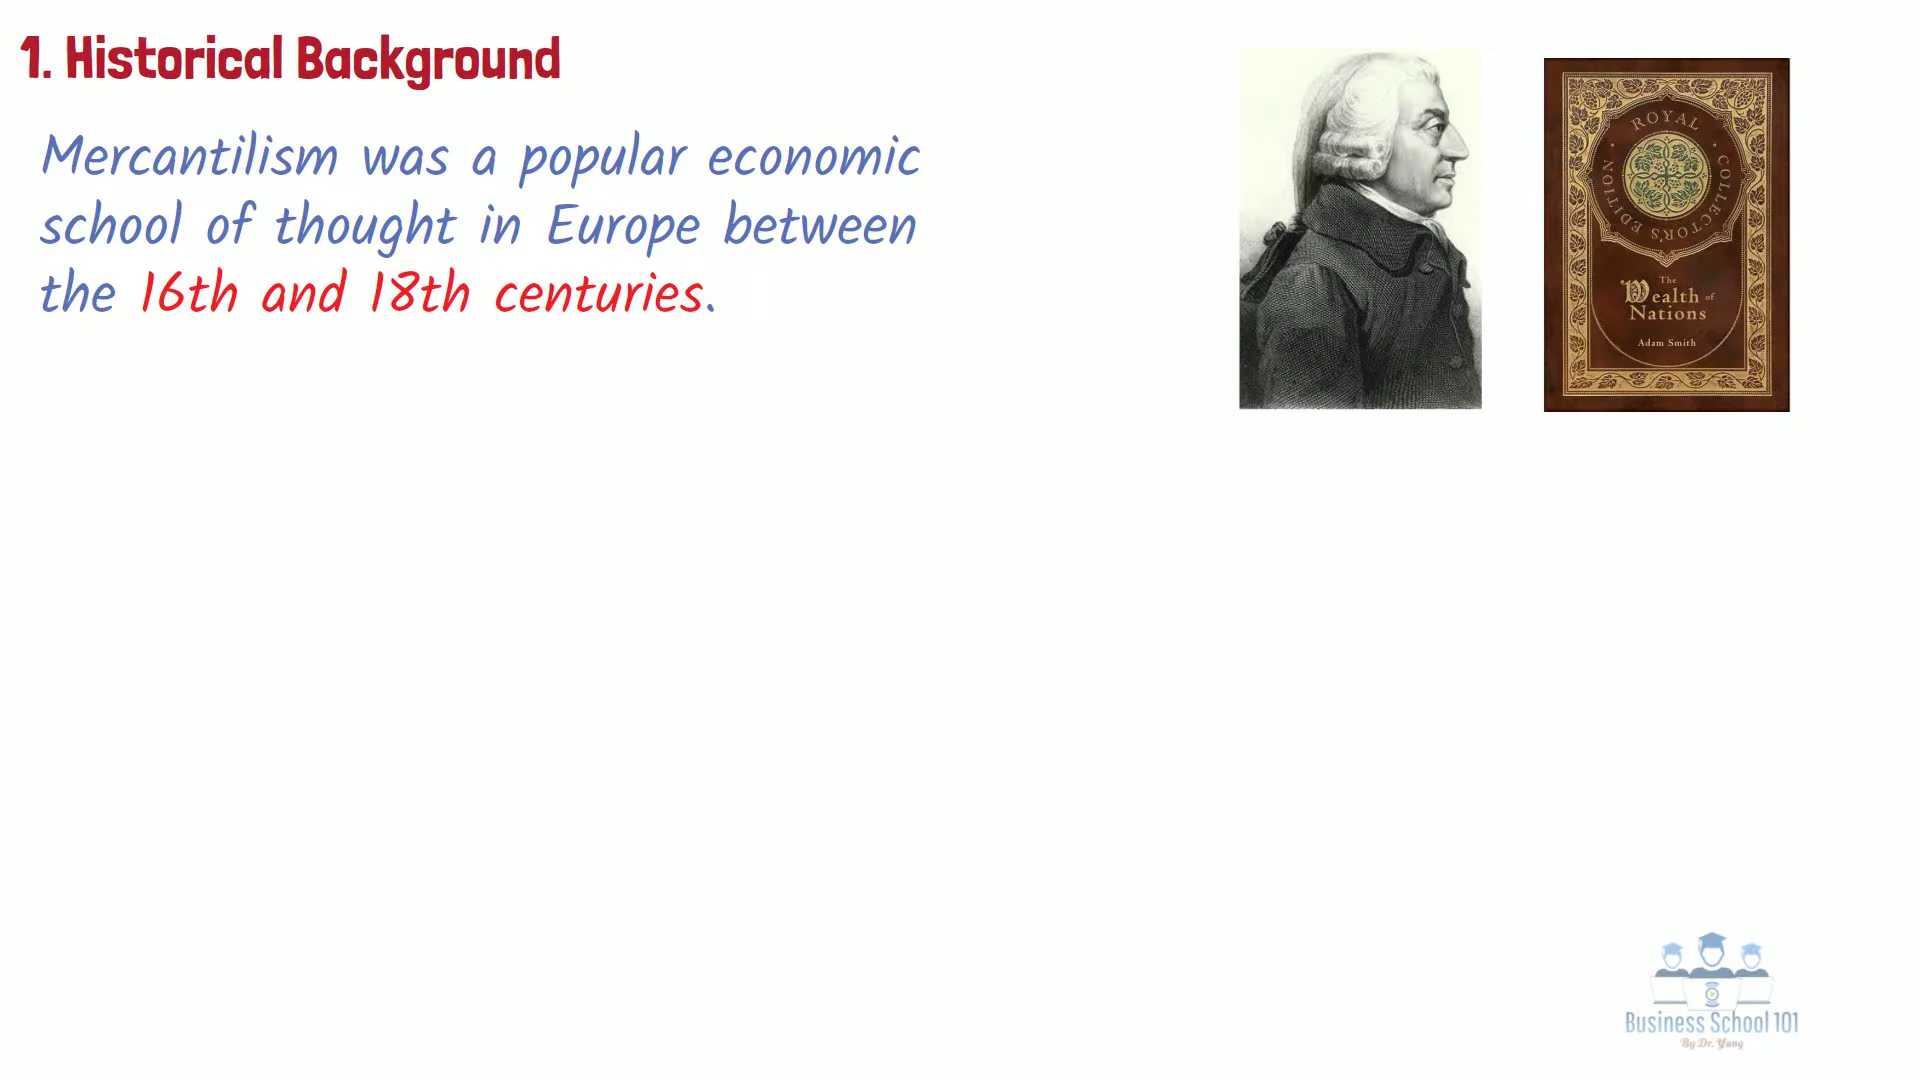 1. Historical Background
Mercantilism was a popular economic
school of thought in Europe between
the 16th and 18th centuries.
ROYAL
COLLECTOR'S EDITION
The
Wealth of
Nations
Adam Smith
Business School 101
By Dr. Yang